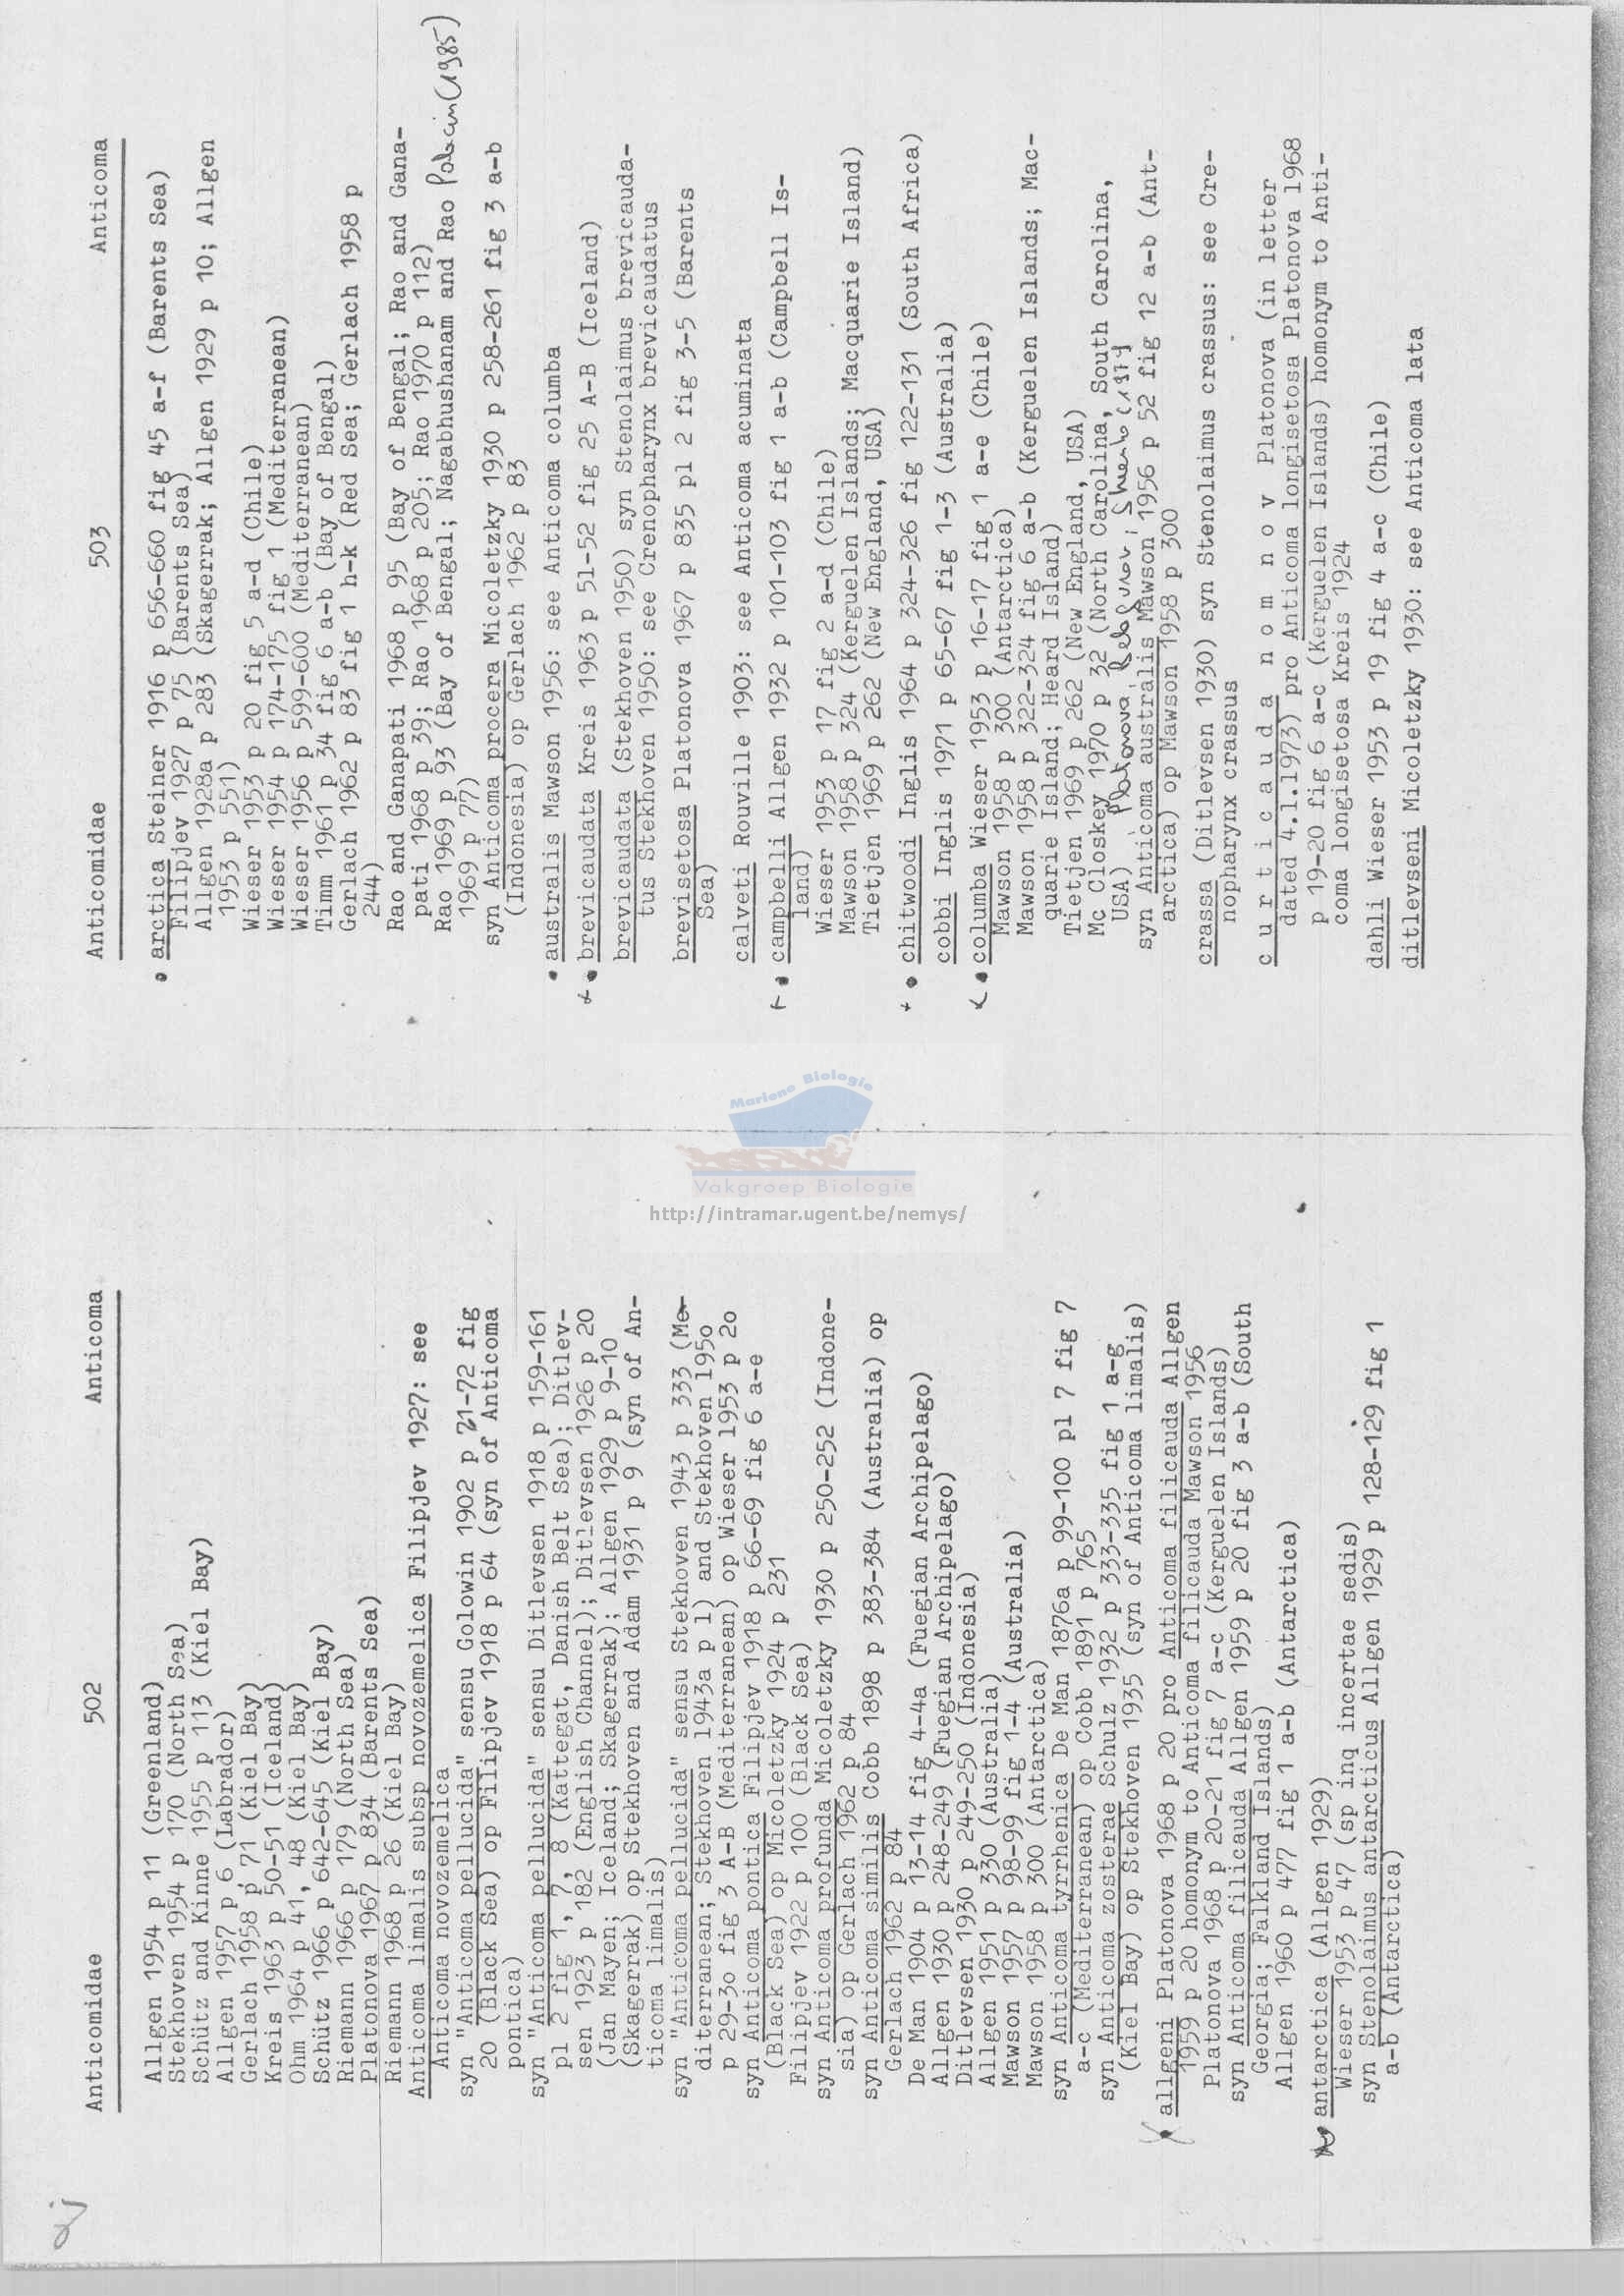 Anticomidae 502 Anticoma
Allgen 1954 p 11 (Greenland)
Stekhoven 1954 p 170 (North Sea)
Schütz and Kinne 1955 p 113 (Kiel Bay)
Allgen 1957 p 6 (Labrador)
Gerlach 1958 p 71 (Kiel Bay)
Kreis 1963 p 50-51 (Iceland)
Ohm 1964 p 41, 48 (Kiel Bay)
Schütz 1966 p 642-645 (Kiel Bay)
Riemann 1966 p 179 (North Sea)
Platonova 1967 p 834 (Barents Sea)
Riemann 1968 p 26 (Kiel Bay)
Anticoma limalis subsp novozemelica Filipjev 1927: see
Anticoma novozemelica
syn "Anticoma pellucida" sensu Golowin 1902 p 21-72 fig
20 (Black Sea) op Filipjev 1918 p 64 (syn of Anticoma
pontica)
syn "Anticoma pellucida" sensu Ditlevsen 1918 p 159-161
pl 2 fig 1, 7, 8 (Kattegat, Danish Belt Sea); Ditlev-
sen 1923 p 182 (English Channel); Ditlevsen 1926 p 20
(Jan Mayen; Iceland; Skagerrak); Allgen 1929 p 9-10
(Skagerrak) op Stekhoven and Adam 1931 p 9 (syn of An-
ticoma limalis)
syn "Anticoma pellucida" sensu Stekhoven 1943 p 333 (Me-
diterranean; Stekhoven 1943a p 1) and Stekhoven 1950
p 29-30 fig 3 A-B (Mediterranean) op Wieser 1953 p 20
syn Anticoma pontica Filipjev 1918 p 66-69 fig 6 a-e
(Black Sea) op Micoletzky 1924 p 231
Filipjev 1922 p 100 (Black Sea)
syn Anticoma profunda Micoletzky 1930 p 250-252 (Indone-
sia) op Gerlach 1962 p 84
syn Anticoma similis Cobb 1898 p 383-384 (Australia) op
Gerlach 1962 p 84
De Man 1904 p 13-14 fig 4-4a (Fuegian Archipelago)
Allgen 1930 p 248-249 (Fuegian Archipelago)
Ditlevsen 1930 p 249-250 (Indonesia)
Allgen 1951 p 330 (Australia)
Mawson 1957 p 98-99 fig 1-4 (Australia)
Mawson 1958 p 300 (Antarctica)
syn Anticoma tyrrhenica De Man 1876a p 99-100 pl 7 fig 7
a-c (Mediterranean) op Cobb 1891 p 765
syn Anticoma zosterae Schulz 1932 p 333-335 fig 1 a-g
(Kiel Bay) op Stekhoven 1935 (syn of Anticoma limalis)
allgeni Platonova 1968 p 20 pro Anticoma filicauda Allgen
1959 p 20 homonym to Anticoma filicauda Mawson 1956
Platonova 1968 p 20-21 fig 7 a-c (Kerguelen Islands)
syn Anticoma filicauda Allgen 1959 p 20 fig 3 a-b (South
Georgia; Falkland Islands)
Allgen 1960 p 477 fig 1 a-b (Antarctica)
antarctica (Allgen 1929)
Wieser 1953 p 47 (sp inq incertae sedis)
syn Stenolaimus antarcticus Allgen 1929 p 128-129 fig 1
a-b (Antarctica)
Anticomidae 503 Anticoma
arctica Steiner 1916 p 656-660 fig 45 a-f (Barents Sea)
Filipjev 1927 p 75 (Barents Sea)
Allgen 1928a p 283 (Skagerrak; Allgen 1929 p 10; Allgen
1953 p 551)
Wieser 1953 p 20 fig 5 a-d (Chile)
Wieser 1954 p 174-175 fig 1 (Mediterranean)
Wieser 1956 p 599-600 (Mediterranean)
Timm 1961 p 34 fig 6 a-b (Bay of Bengal)
Gerlach 1962 p 83 fig 1 h-k (Red Sea; Gerlach 1958 p
244)
Rao and Ganapati 1968 p 95 (Bay of Bengal; Rao and Gana-
pati 1968 p 39; Rao 1968 p 205; Rao 1970 p 112)
Rao 1969 p 93 (Bay of Bengal; Nagabhushanam and Rao
1969 p 77) (1985)
syn Anticoma procera Micoletzky 1930 p 258-261 fig 3 a-b
(Indonesia) op Gerlach 1962 p 83
australis Mawson 1956: see Anticoma columba
brevicaudata Kreis 1963 p 51-52 fig 25 A-B (Iceland)
brevicaudata (Stekhoven 1950) syn Stenolaimus brevicauda-
tus Stekhoven 1950: see Crenopharynx brevicaudatus
brevisetosa Platonova 1967 p 835 pl 2 fig 3-5 (Barents
Sea)
calveti Rouville 1903: see Anticoma acuminata
campbelli Allgen 1932 p 101-103 fig 1 a-b (Campbell Is-
land)
Wieser 1953 p 17 fig 2 a-d (Chile)
Mawson 1958 p 324 (Kerguelen Islands; Macquarie Island)
Tietjen 1969 p 262 (New England, USA)
chitwoodi Inglis 1964 p 324-326 fig 122-131 (South Africa)
cobbi Inglis 1971 p 65-67 fig 1-3 (Australia)
columba Wieser 1953 p 16-17 fig 1 a-e (Chile)
Mawson 1958 p 300 (Antarctica)
Mawson 1958 p 322-324 fig 6 a-b (Kerguelen Islands; Mac-
quarie Island; Heard Island)
Tietjen 1969 p 262 (New England, USA)
Mc Closkey 1970 p 32 (North Carolina, South Carolina,
USA) Platonova, Belogurov; Sheenko (1979
syn Anticoma australis Mawson 1956 p 52 fig 12 a-b (Ant-
arctica) op Mawson 1958 p 300
crassa (Ditlevsen 1930) syn Stenolaimus crassus: see Cre-
nopharynx crassus
c u r t i c a u d a n o m n o v Platonova (in letter
dated 4.1.1973) pro Anticoma longisetosa Platonova 1968
p 19-20 fig 6 a-c (Kerguelen Islands) homonym to Anti-
coma longisetosa Kreis 1924
dahli Wieser 1953 p 19 fig 4 a-c (Chile)
ditlevseni Micoletzky 1930: see Anticoma lata
Mariene Biologie
Vakgroep Biologie
http://intramar.ugent.be/nemys/